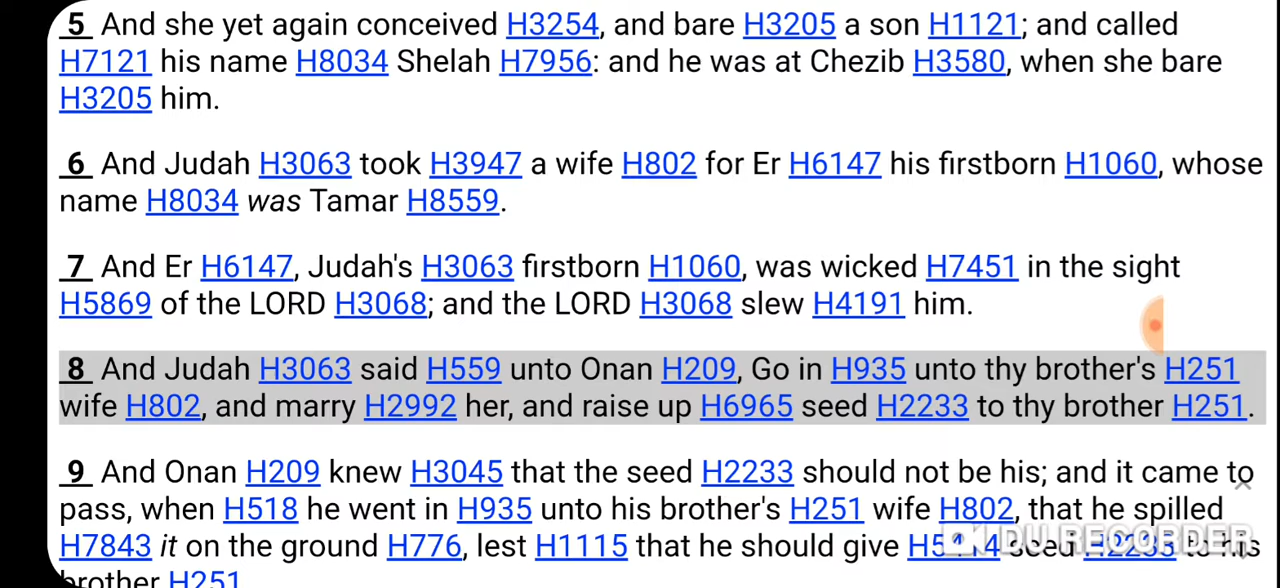 5 And she yet again conceived H3254, and bare H3205 a son H1121; and called
H7121 his name H8034 Shelah H7956: and he was at Chezib H3580, when she bare
H3205 him.
6 And Judah H3063 took H3947 a wife H802 for Er H6147 his firstborn H1060, whose
name H8034 was Tamar H8559.
7 And Er H6147, Judah's H3063 firstborn H1060, was wicked H7451 in the sight
H5869 of the LORD H3068; and the LORD H3068 slew H4191 him.
8 And Judah H3063 said H559 unto Onan H209, Go in H935 unto thy brother's H251
wife H802, and marry H2992 her, and raise up H6965 seed H2233 to thy brother H251.
9 And Onan H209 knew H3045 that the seed H2233 should not be his; and it came to
pass, when H518 he went in H935 unto his brother's H251 wife H802, that he spilled
H7843 it on the ground H776, lest H1115 that he should give seed H2233 to his
brother H251
DU RECORDER